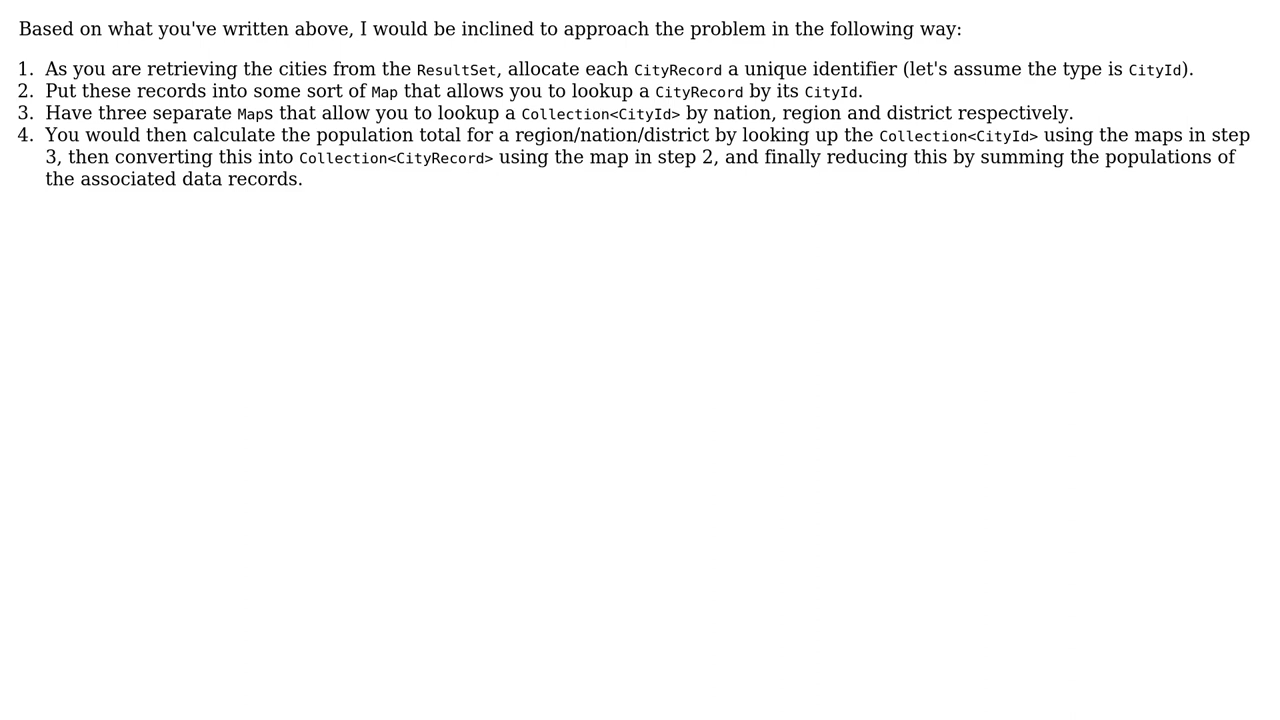 Based on what you've written above, I would be inclined to approach the problem in the following way:
1. As you are retrieving the cities from the ResultSet, allocate each CityRecord a unique identifier (let's assume the type is CityId).
2. Put these records into some sort of Map that allows you to lookup a CityRecord by its CityId.
3. Have three separate Maps that allow you to lookup a Collection<CityId> by nation, region and district respectively.
4. You would then calculate the population total for a region/nation/district by looking up the Collection<CityId> using the maps in step
3, then converting this into Collection<CityRecord> using the map in step 2, and finally reducing this by summing the populations of
the associated data records.